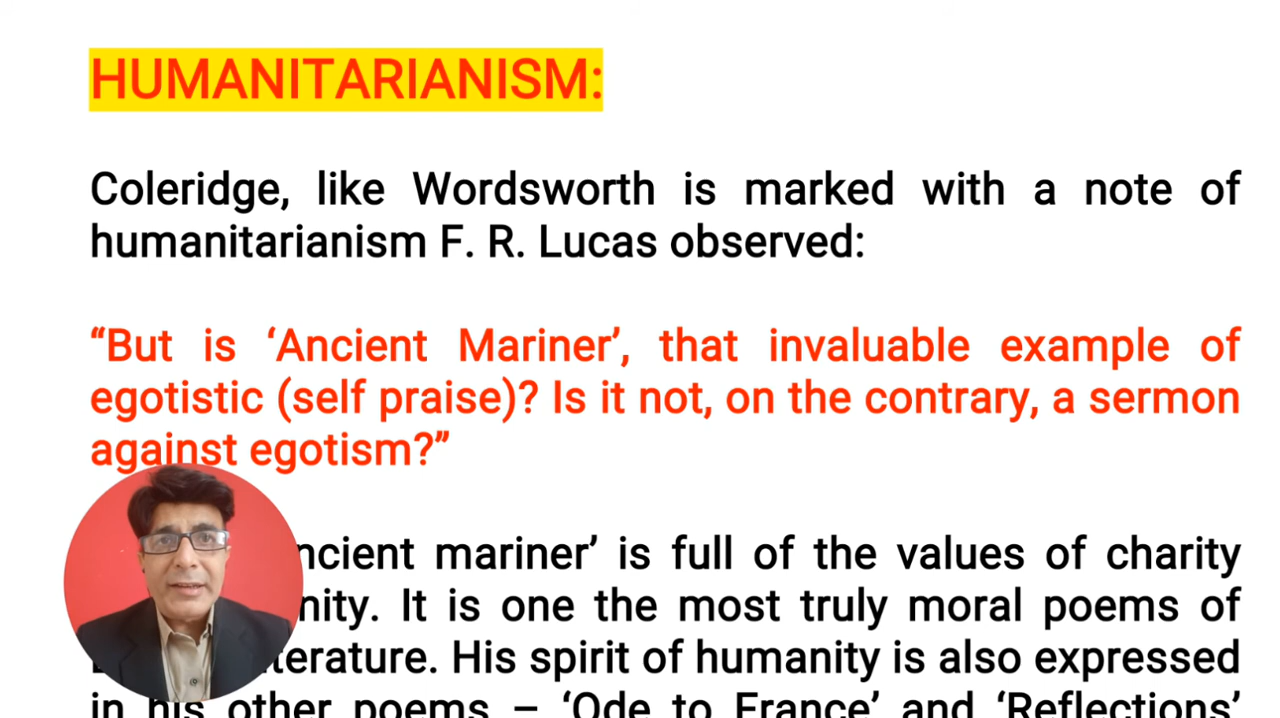 HUMANITARIANISM:
Coleridge, like Wordsworth is marked with a note of
humanitarianism F. R. Lucas observed:
“But is ‘Ancient Mariner’, that invaluable example of
egotistic (self praise)? Is it not, on the contrary, a sermon
against egotism?”
ncient mariner’ is full of the values of charity
nity. It is one the most truly moral poems of
terature. His spirit of humanity is also expressed
in his other poems – ‘Ode to France’ and ‘Reflections’